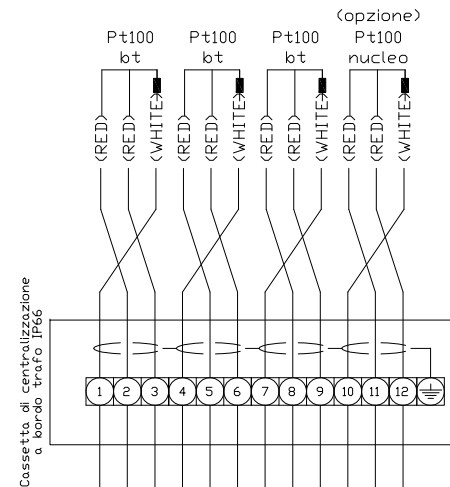 (opzione)
Pt100 Pt100 Pt100 Pt100
bt bt bt nucleo
(RED) (RED) (WHITE) (RED) (RED) (WHITE) (RED) (RED) (WHITE) (RED) (RED) (WHITE)
Cassetta di centralizzazione
a bordo trafo IP66
1 2 3 4 5 6 7 8 9 10 11 12